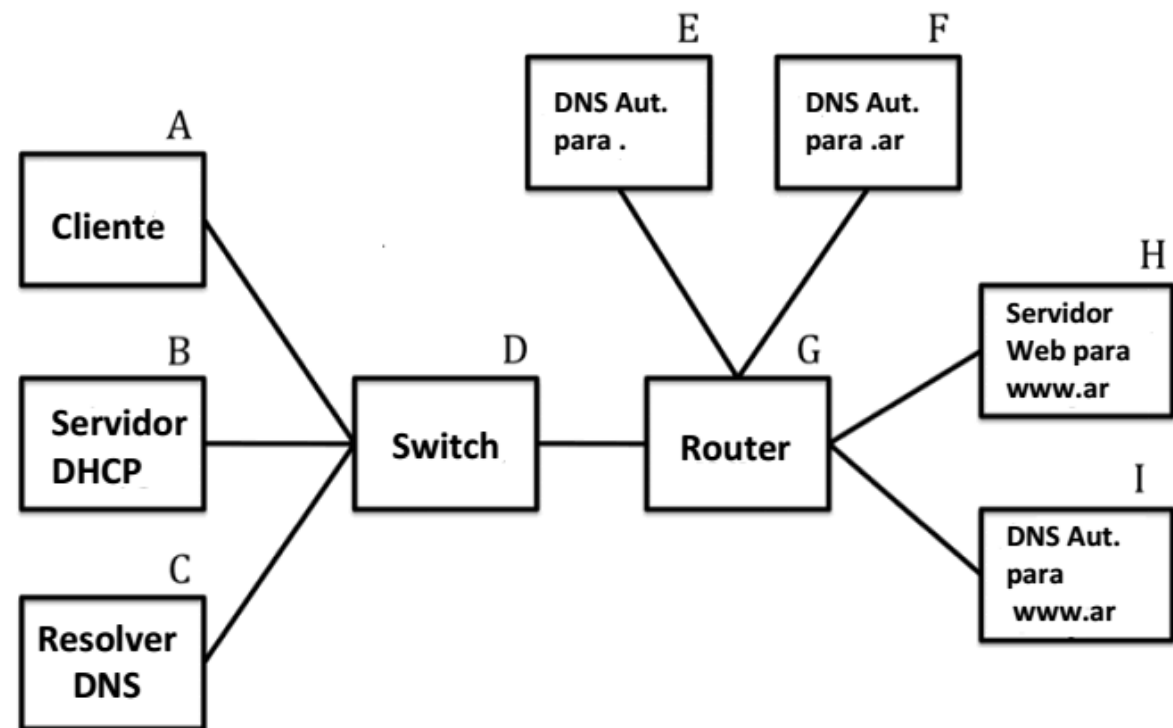 E
F
DNS Aut.
para .
DNS Aut.
para .ar
A
Cliente
H
Servidor
Web para
www.ar
B
Servidor
DHCP
D
Switch
G
Router
I
DNS Aut.
para
www.ar
C
Resolver
DNS